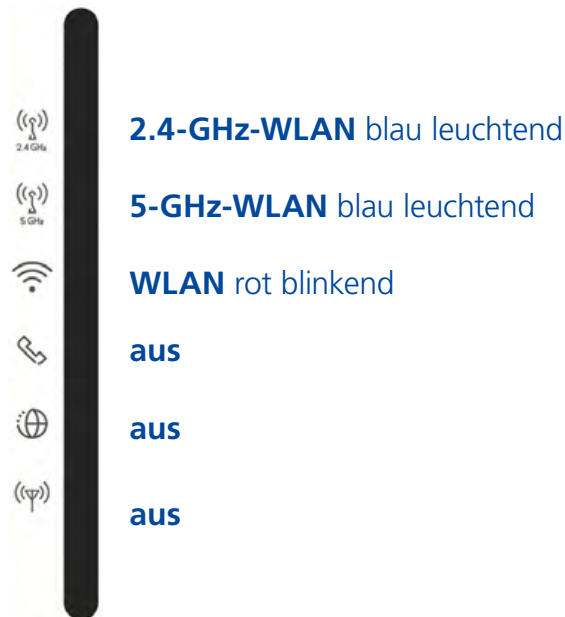 2.4 GHz
2.4-GHz-WLAN blau leuchtend
5 GHz
5-GHz-WLAN blau leuchtend
WLAN rot blinkend
aus
aus
aus